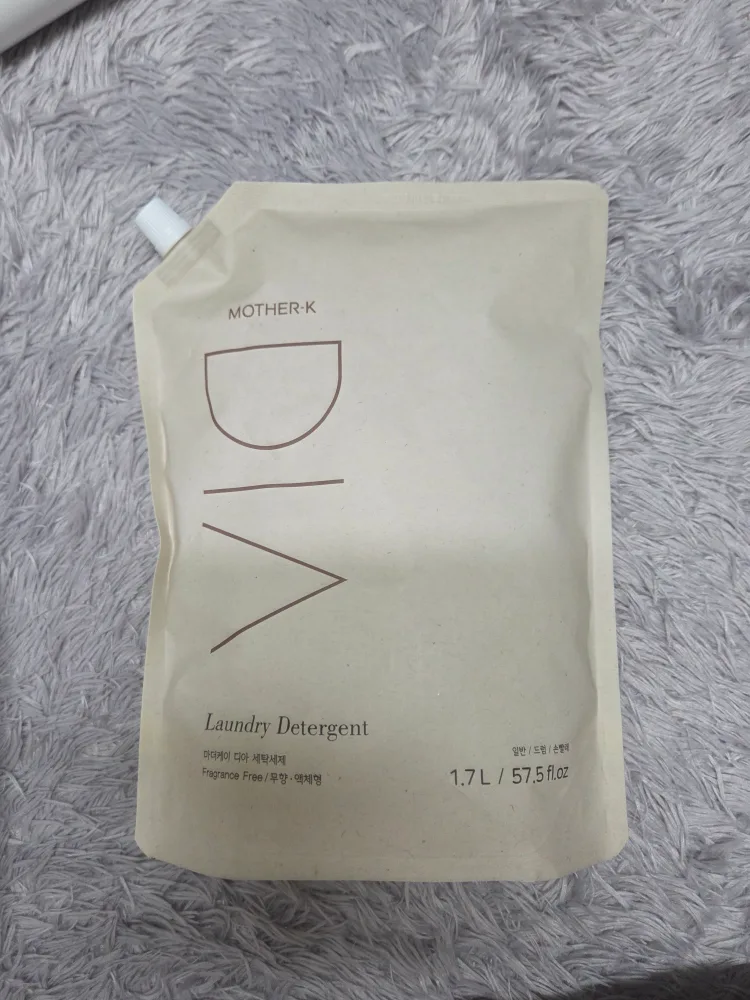 MOTHER-K
DIA
Laundry Detergent
마더케이 디아 세탁세제
Fragrance Free / 무향 · 액체형
일반 / 드럼 / 손빨래
1.7 L / 57.5 fl.oz